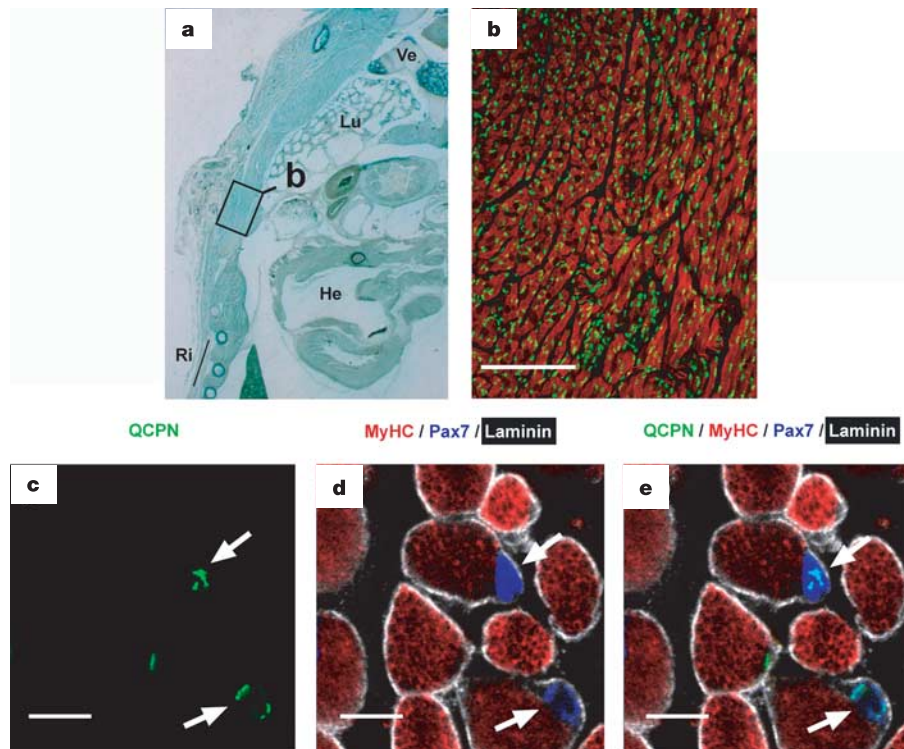 a
b
Ve
Lu
b
He
Ri
QCPN
MyHC / Pax7 / Laminin
QCPN / MyHC / Pax7 / Laminin
c
d
e